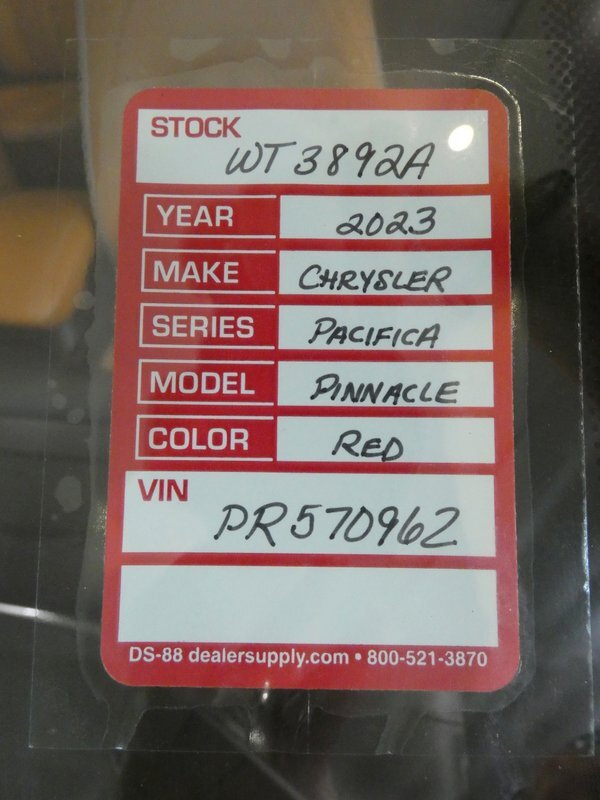 STOCK
WT3892A
YEAR 2023
MAKE CHRYSLER
SERIES PACIFICA
MODEL PINNACLE
COLOR RED
VIN
PR570962
DS-88 dealersupply.com • 800-521-3870